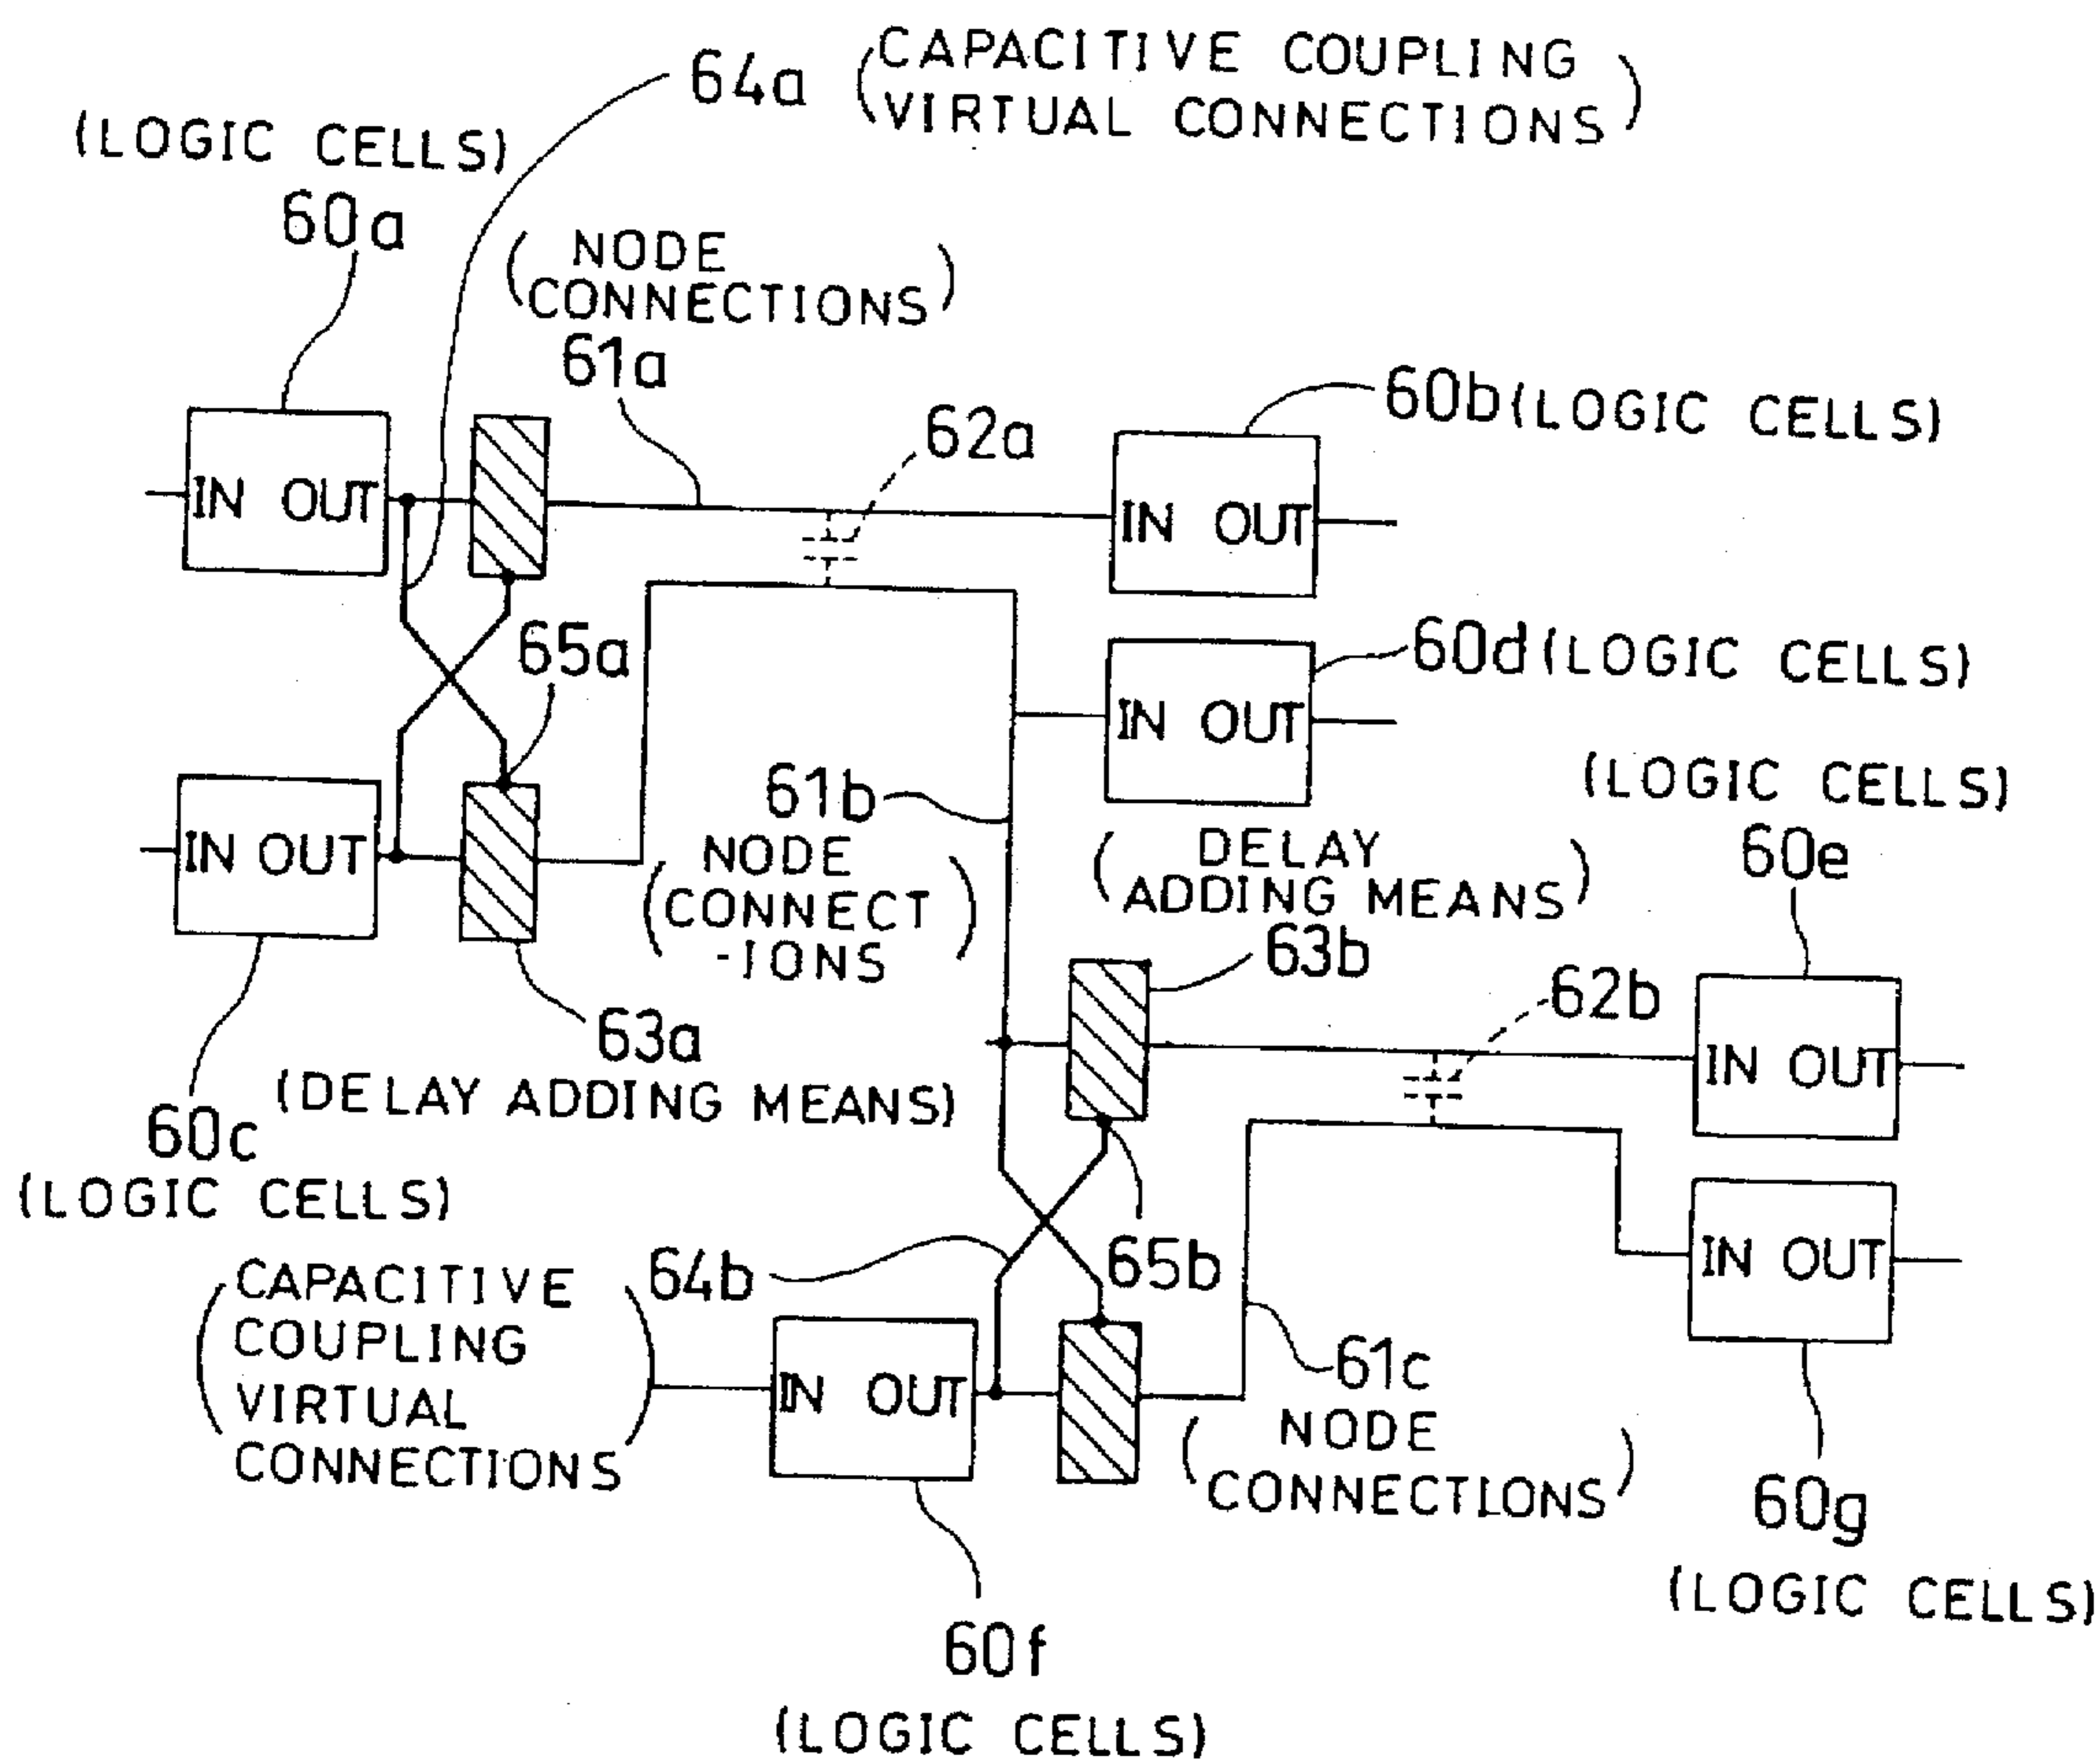 64a (CAPACITIVE COUPLING
VIRTUAL CONNECTIONS)
(LOGIC CELLS)
60a
(NODE
CONNECTIONS)
61a
62a
60b (LOGIC CELLS)
IN OUT
IN OUT
65a
60d (LOGIC CELLS)
IN OUT
(LOGIC CELLS)
60e
61b
(NODE
CONNECT
-IONS)
(DELAY
ADDING MEANS)
63b
IN OUT
62b
63a
(DELAY ADDING MEANS)
IN OUT
60c
(LOGIC CELLS)
64b
65b
IN OUT
(CAPACITIVE
COUPLING
VIRTUAL
CONNECTIONS)
IN OUT
61c
(NODE
CONNECTIONS)
60g
(LOGIC CELLS)
60f
(LOGIC CELLS)